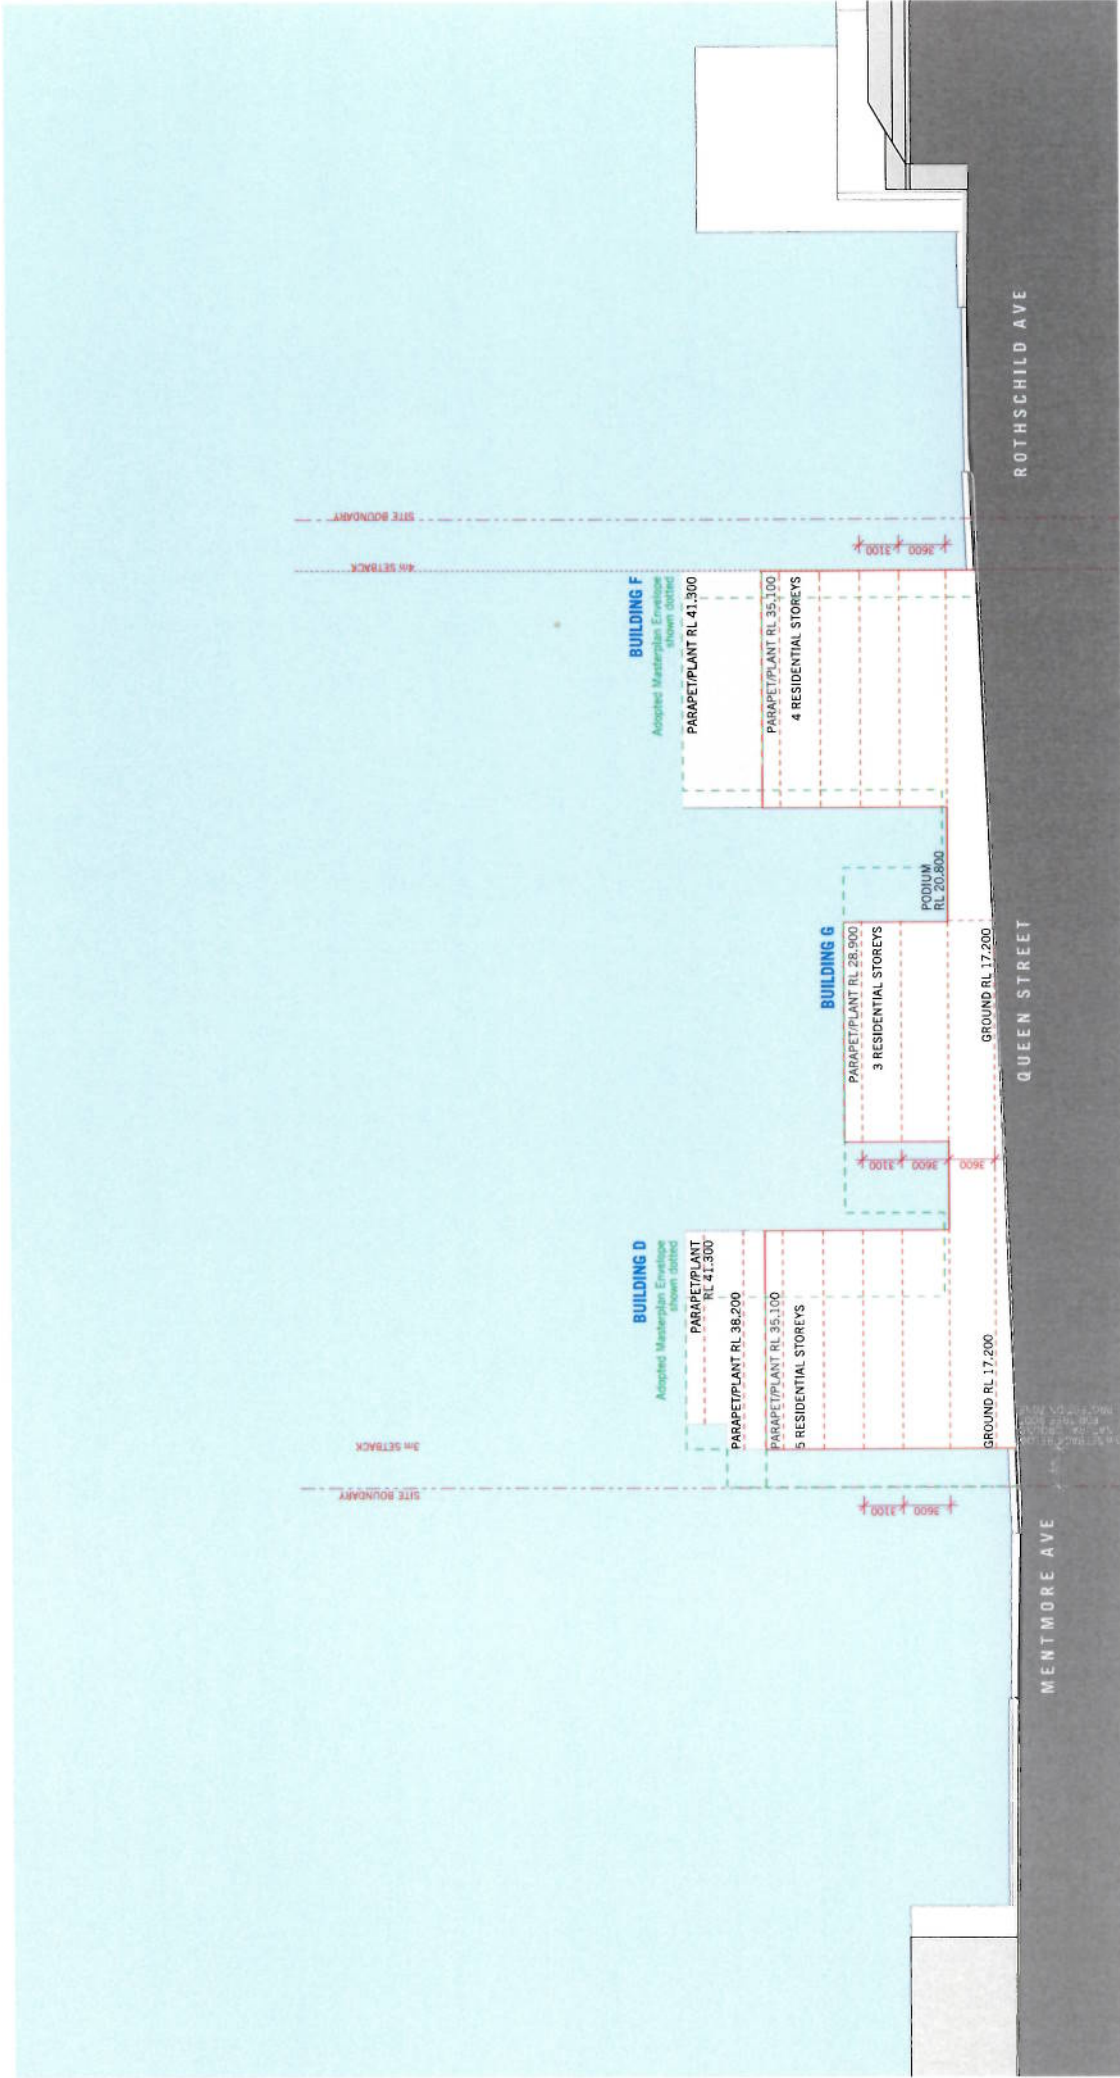 SITE BOUNDARY
3m SETBACK
4m SETBACK
SITE BOUNDARY
BUILDING D
Adopted Masterplan Envelope
shown dotted
PARAPET/PLANT
RL 41.300
PARAPET/PLANT RL 38.200
PARAPET/PLANT RL 35.100
5 RESIDENTIAL STOREYS
GROUND RL 17.200
3100
3600
BUILDING G
PARAPET/PLANT RL 28.900
3 RESIDENTIAL STOREYS
PODIUM
RL 20.800
GROUND RL 17.200
3100
3600
3600
BUILDING F
Adopted Masterplan Envelope
shown dotted
PARAPET/PLANT RL 41.300
PARAPET/PLANT RL 35.100
4 RESIDENTIAL STOREYS
3100
3600
MENTMORE AVE
QUEEN STREET
ROTHSCHILD AVE